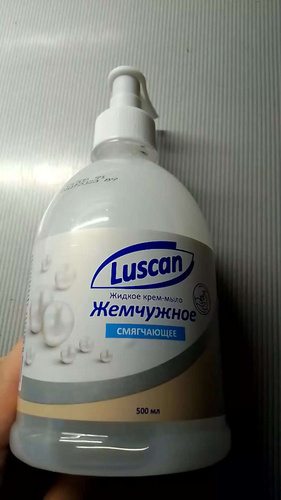 Luscan
Жидкое крем-мыло
Жемчужное
СМЯГЧАЮЩЕЕ
500 мл